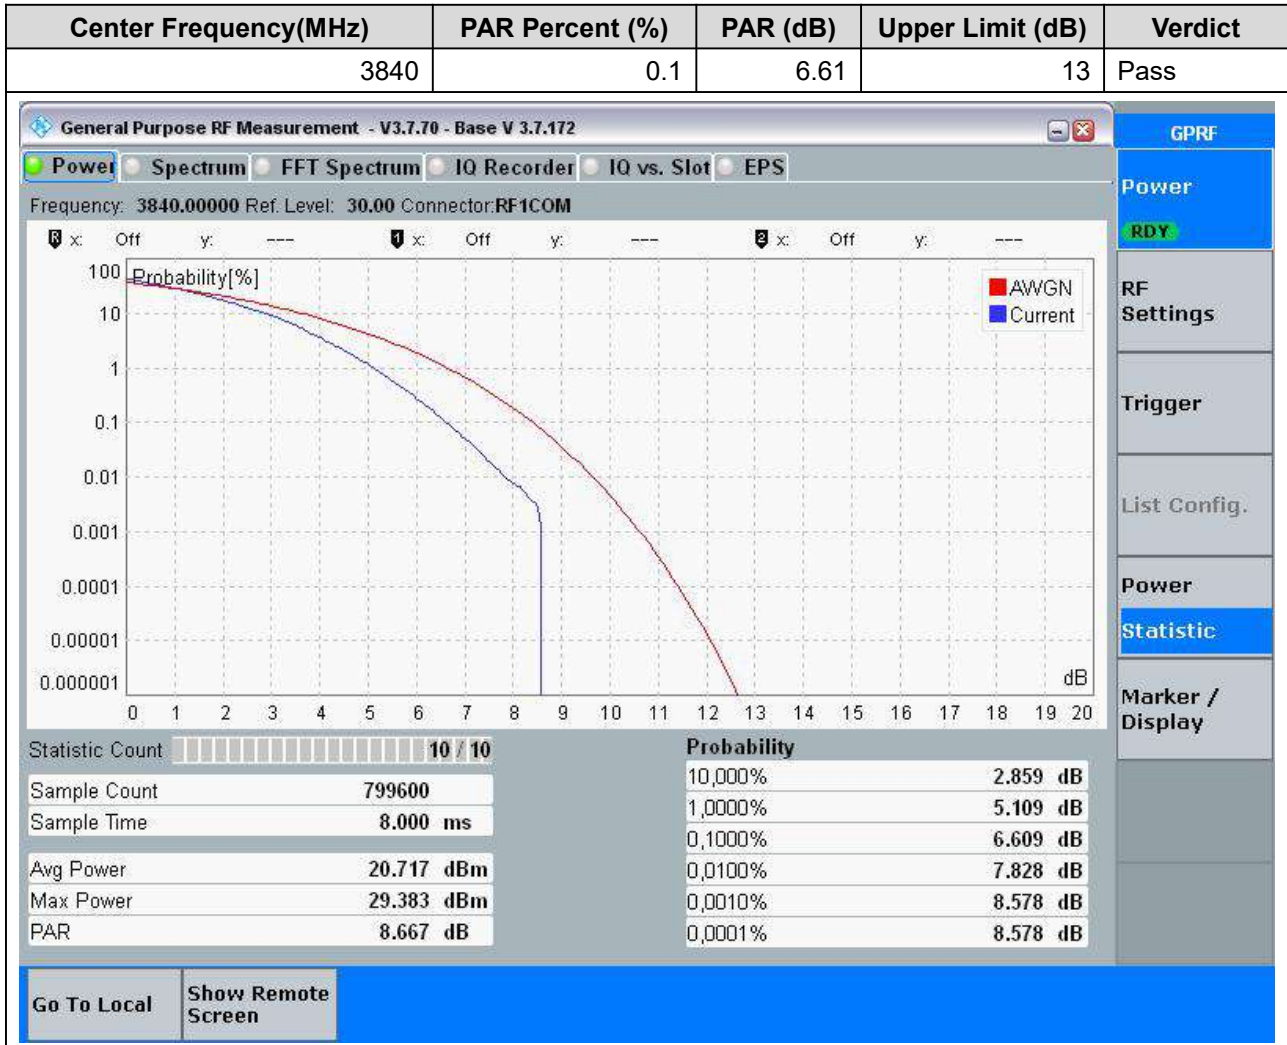 Center Frequency(MHz) PAR Percent (%) PAR (dB) Upper Limit (dB) Verdict
3840 0.1 6.61 13 Pass
General Purpose RF Measurement - V3.7.70 - Base V 3.7.172
GPRF
Power Spectrum FFT Spectrum IQ Recorder IQ vs. Slot EPS
Frequency: 3840.00000 Ref. Level: 30.00 Connector:RF1COM
R x: Off y: --- 1 x: Off y: --- 2 x: Off y: ---
Probability[%]
AWGN
Current
100
10
1
0.1
0.01
0.001
0.0001
0.00001
0.000001
dB
0 1 2 3 4 5 6 7 8 9 10 11 12 13 14 15 16 17 18 19 20
Statistic Count 10 / 10
Sample Count 799600
Sample Time 8.000 ms
Avg Power 20.717 dBm
Max Power 29.383 dBm
PAR 8.667 dB
Probability
10,000% 2.859 dB
1,0000% 5.109 dB
0,1000% 6.609 dB
0,0100% 7.828 dB
0,0010% 8.578 dB
0,0001% 8.578 dB
Power
RDY
RF
Settings
Trigger
List Config.
Power
Statistic
Marker /
Display
Go To Local
Show Remote
Screen